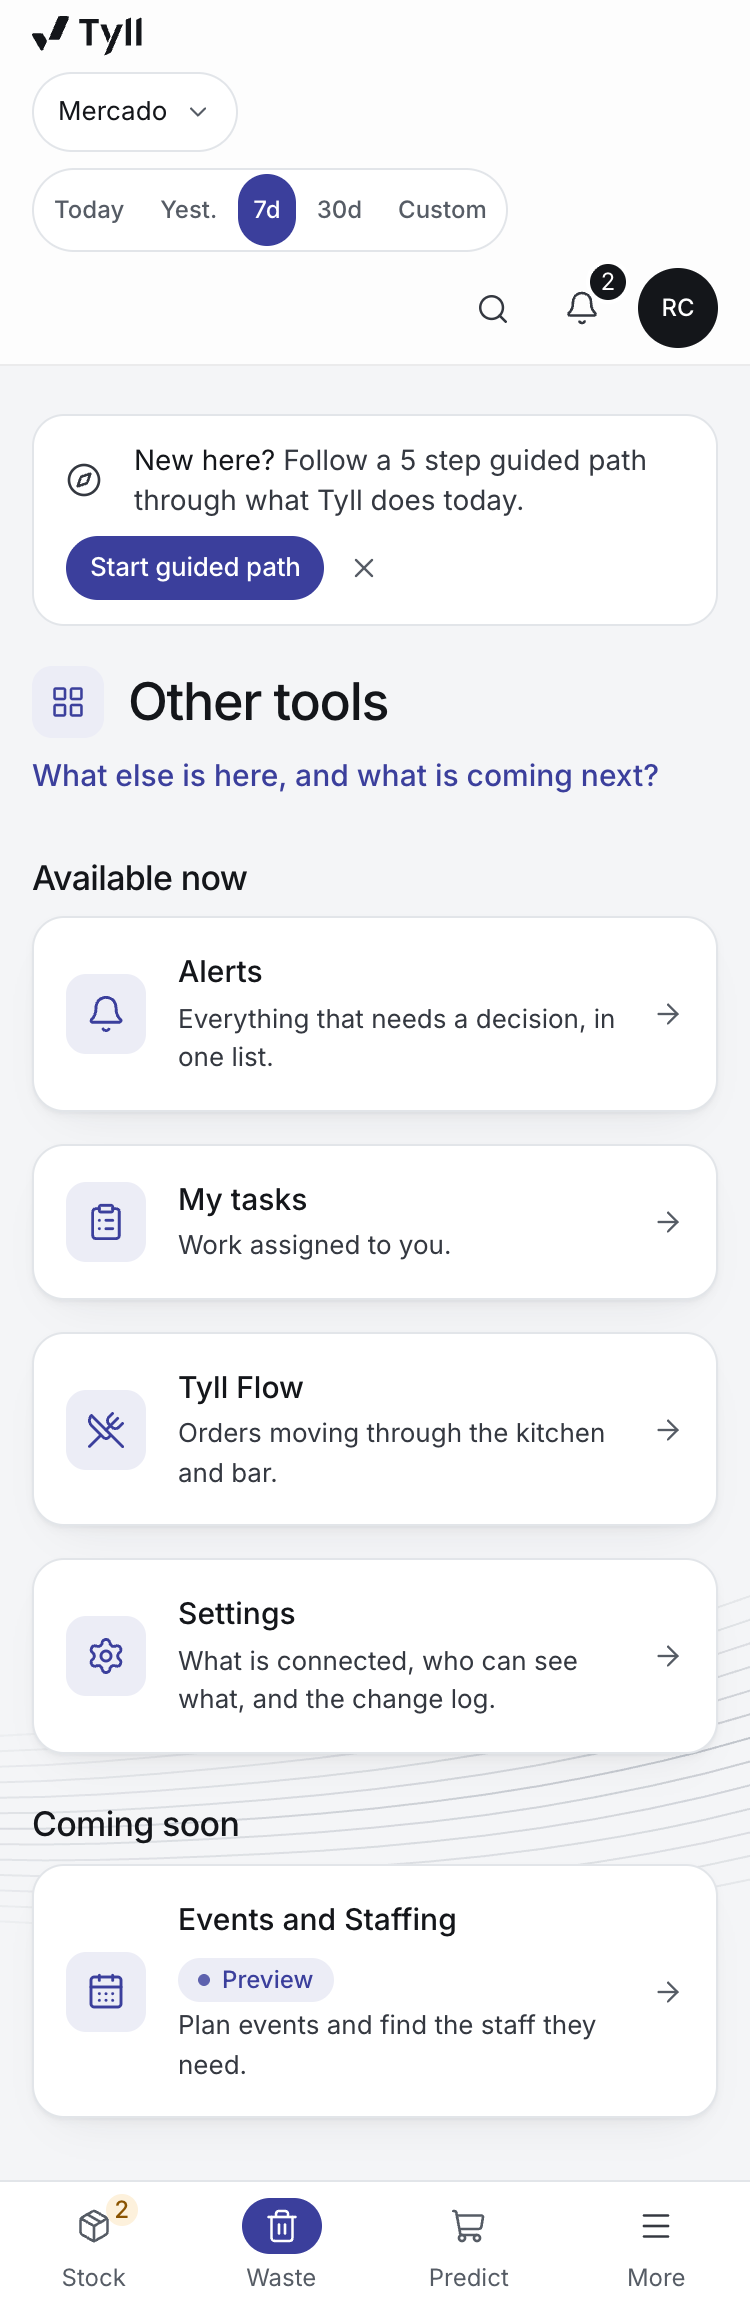 Tyll
Mercado
Today Yest. 7d 30d Custom
2
RC
New here? Follow a 5 step guided path
through what Tyll does today.
Start guided path
Other tools
What else is here, and what is coming next?
Available now
Alerts
Everything that needs a decision, in
one list.
My tasks
Work assigned to you.
Tyll Flow
Orders moving through the kitchen
and bar.
Settings
What is connected, who can see
what, and the change log.
Coming soon
Events and Staffing
Preview
Plan events and find the staff they
need.
2
Stock Waste Predict More